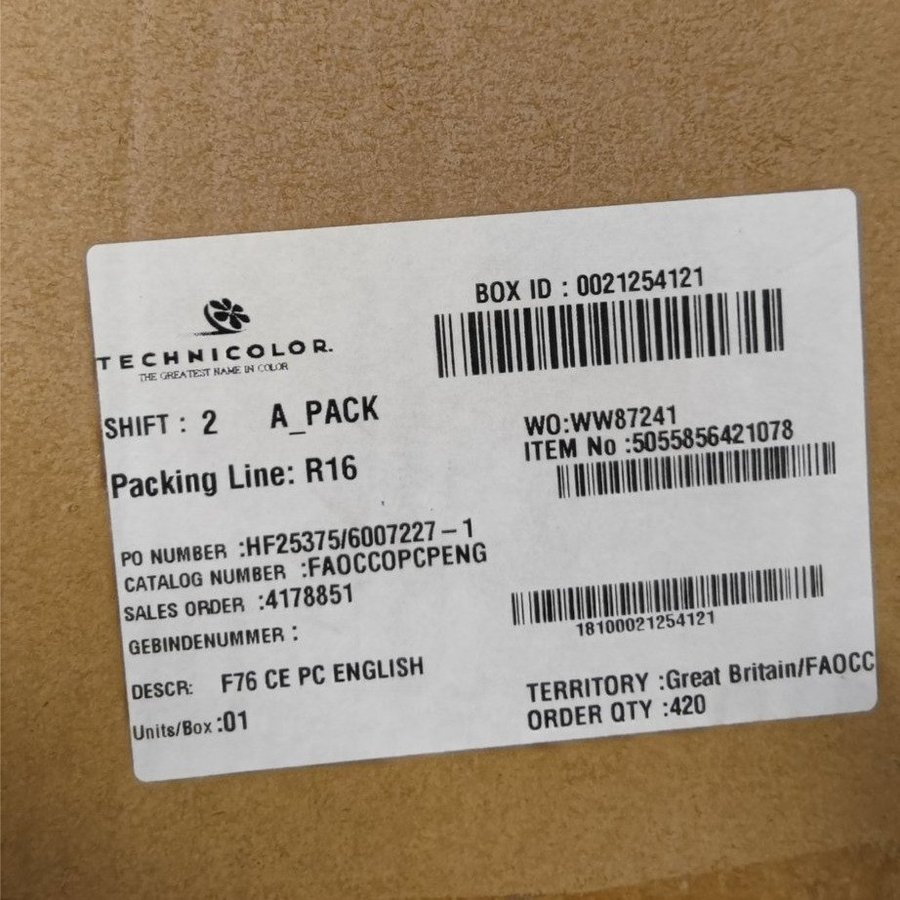 TECHNICOLOR.
THE GREATEST NAME IN COLOR
BOX ID : 0021254121
SHIFT : 2 A_PACK
Packing Line: R16
WO:WW87241
ITEM No :5055856421078
PO NUMBER :HF25375/6007227-1
CATALOG NUMBER :FAOCCOPCPENG
SALES ORDER :4178851
GEBINDENUMMER :
18100021254121
DESCR: F76 CE PC ENGLISH
Units/Box :01
TERRITORY :Great Britain/FAOCC
ORDER QTY :420